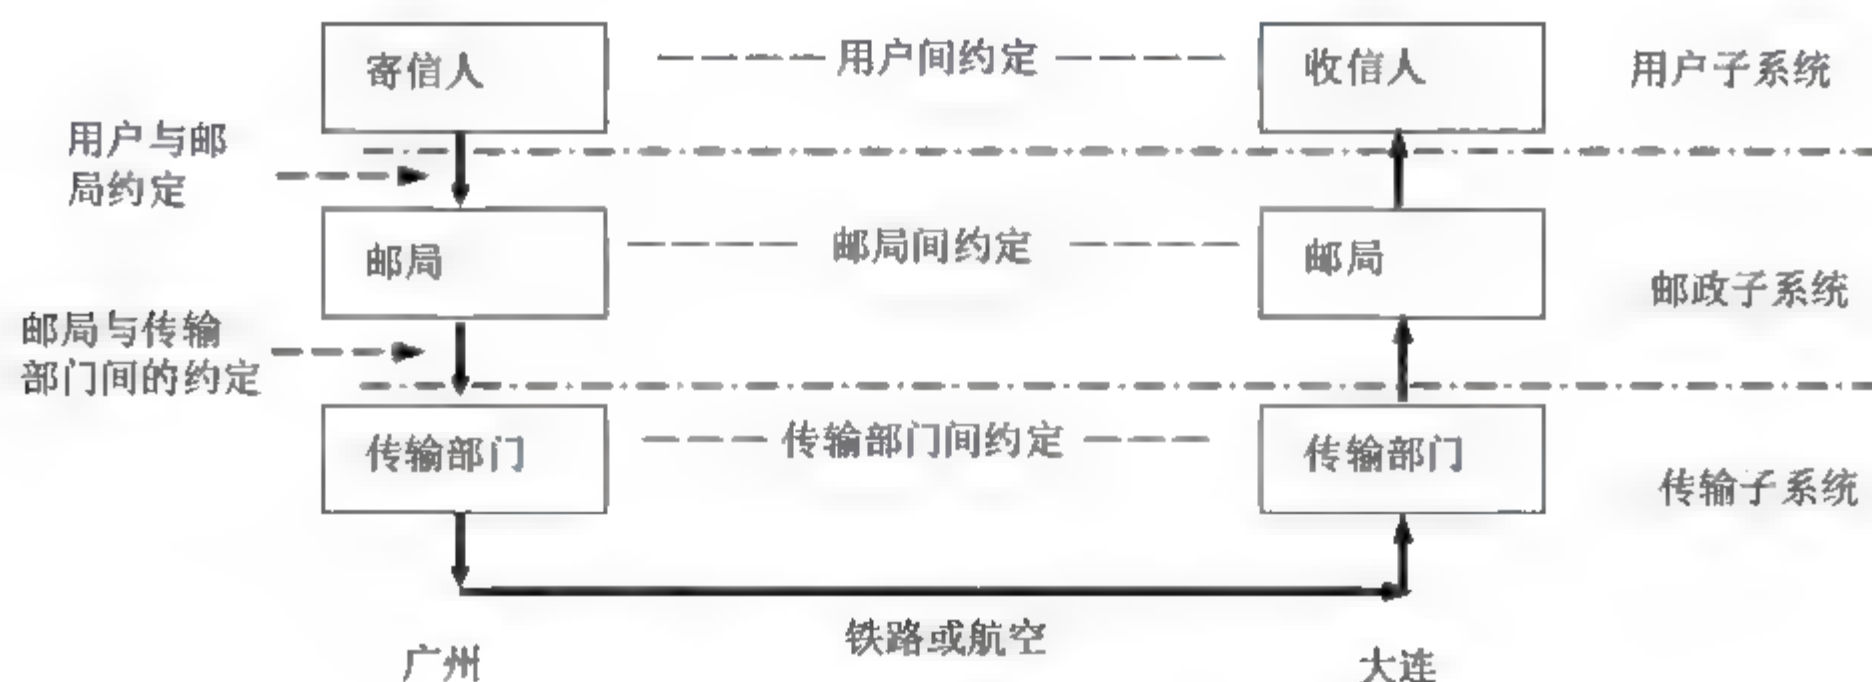 寄信人
用户间约定
收信人
用户子系统
用户与邮
局约定
邮局
邮局间约定
邮局
邮政子系统
邮局与传输
部门间的约定
传输部门
传输部门间约定
传输部门
传输子系统
铁路或航空
广州
大连